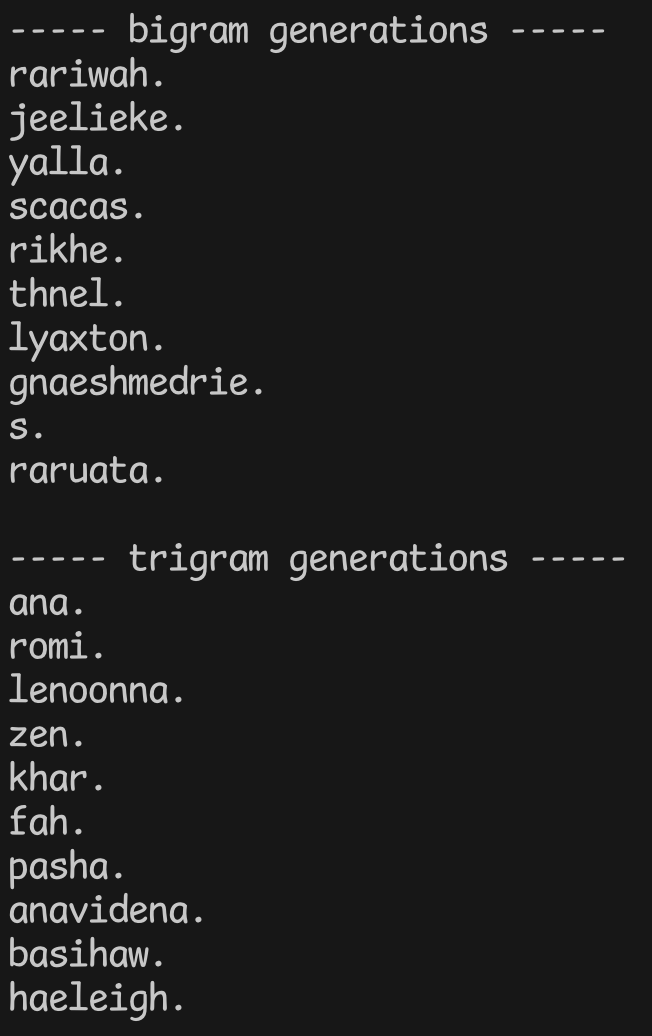 ----- bigram generations -----
rariwah.
jeelieke.
yalla.
scacas.
rikhe.
thnel.
lyaxton.
gnaeshmedrie.
s.
raruata.
----- trigram generations -----
ana.
romi.
lenoonna.
zen.
khar.
fah.
pasha.
anavidena.
basihaw.
haeleigh.